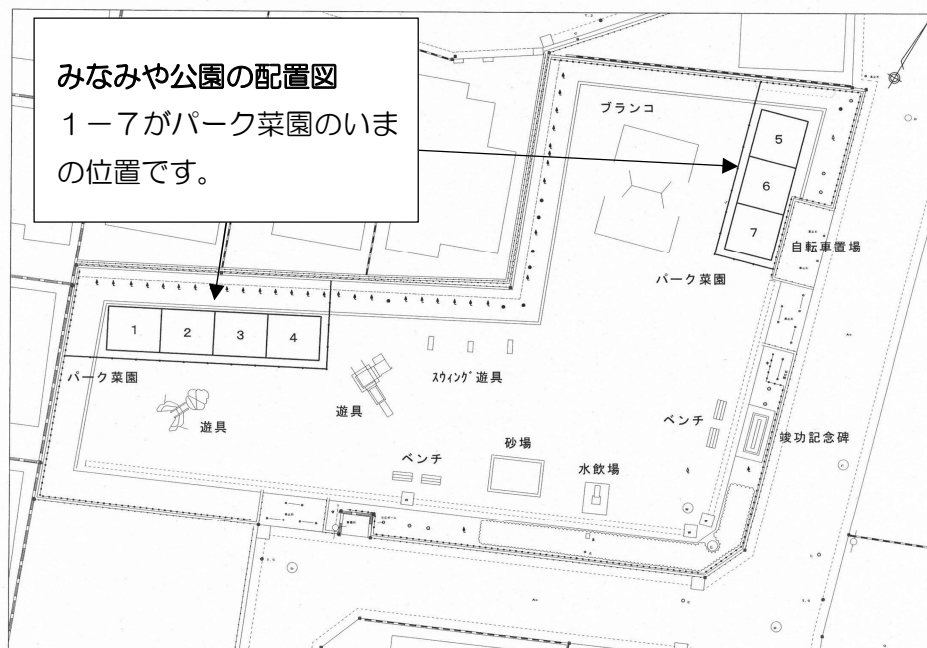 みなみや公園の配置図
1-7がパーク菜園のいま
の位置です。
ブランコ
5
6
7
自転車置場
パーク菜園
1
2
3
4
パーク菜園
遊具
遊具
スウィング遊具
ベンチ
砂場
水飲場
ベンチ
竣功記念碑